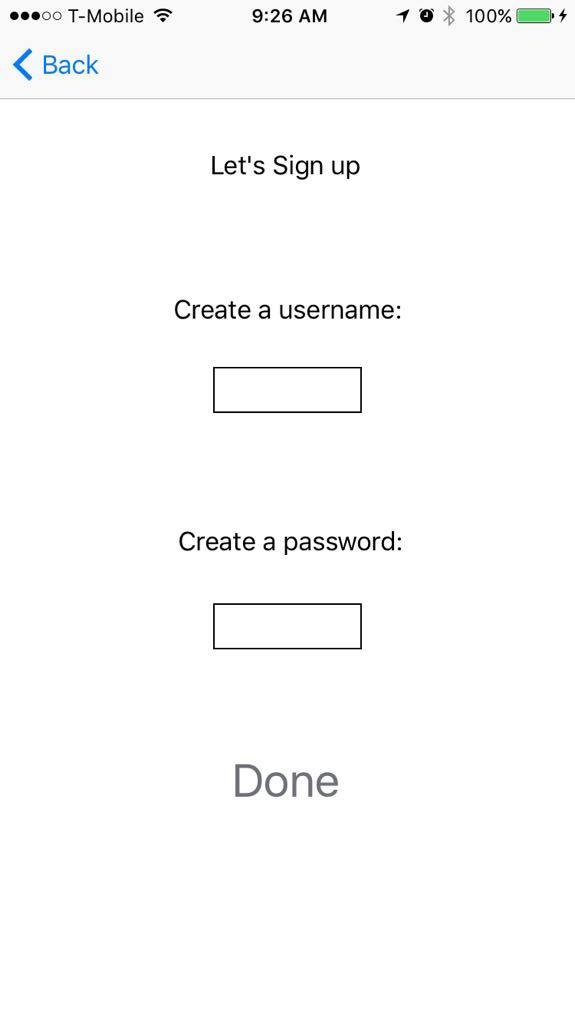 T-Mobile 9:26 AM 100%
Back
Let's Sign up
Create a username:
Create a password:
Done